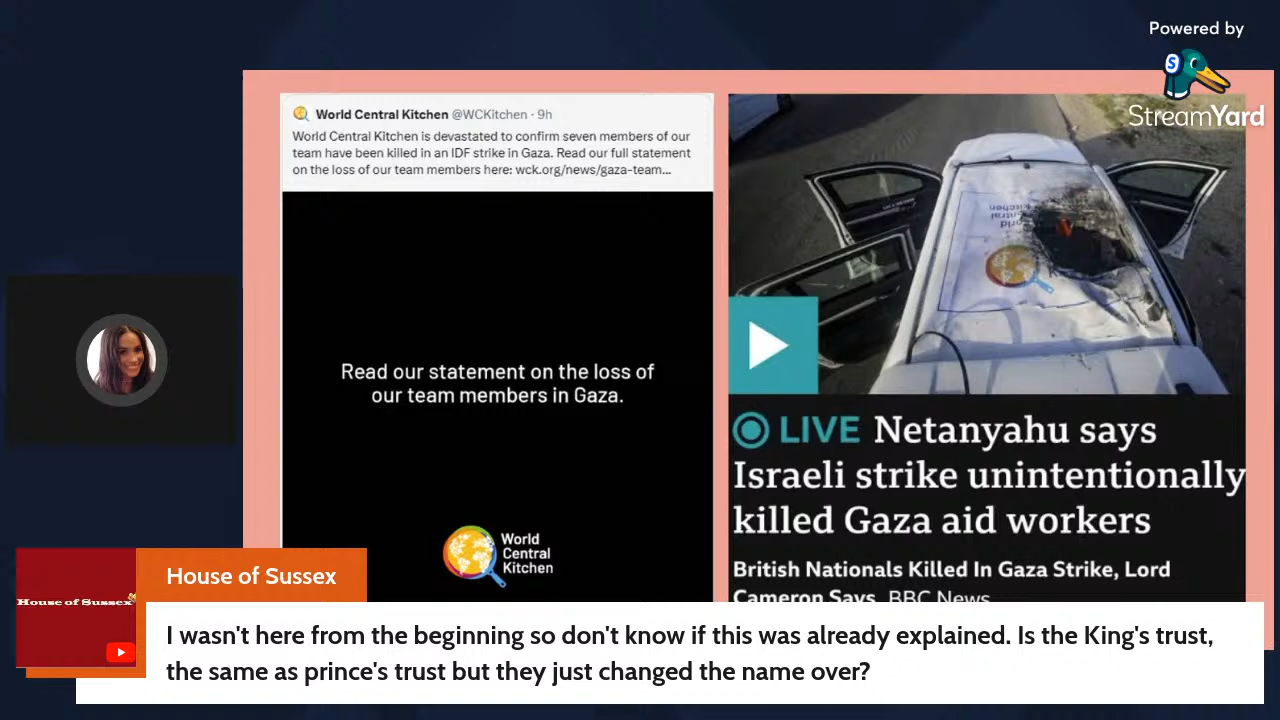 Powered by
StreamYard
World Central Kitchen @WCKitchen · 9h
World Central Kitchen is devastated to confirm seven members of our
team have been killed in an IDF strike in Gaza. Read our full statement
on the loss of our team members here: wck.org/news/gaza-team...
Read our statement on the loss of
our team members in Gaza.
World
Central
Kitchen
World
Central
Kitchen
LIVE Netanyahu says
Israeli strike unintentionally
killed Gaza aid workers
British Nationals Killed In Gaza Strike, Lord
Cameron Says BBC News
House of Sussex
House of Sussex
I wasn't here from the beginning so don't know if this was already explained. Is the King's trust,
the same as prince's trust but they just changed the name over?